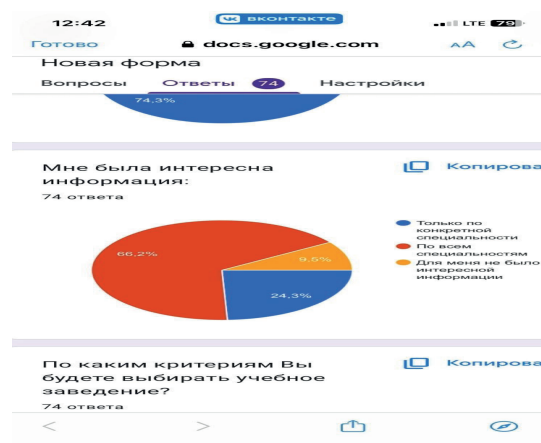 12:42
ВКОНТАКТЕ
LTE 79
Готово
docs.google.com
AA
Новая форма
Вопросы Ответы 74 Настройки
74,3%
Мне была интересна
информация:
Копирова
74 ответа
66,2%
9,5%
24,3%
Только по
конкретной
специальности
По всем
специальностям
Для меня не было
интересной
информации
По каким критериям Вы
будете выбирать учебное
заведение?
Копирова
74 ответа